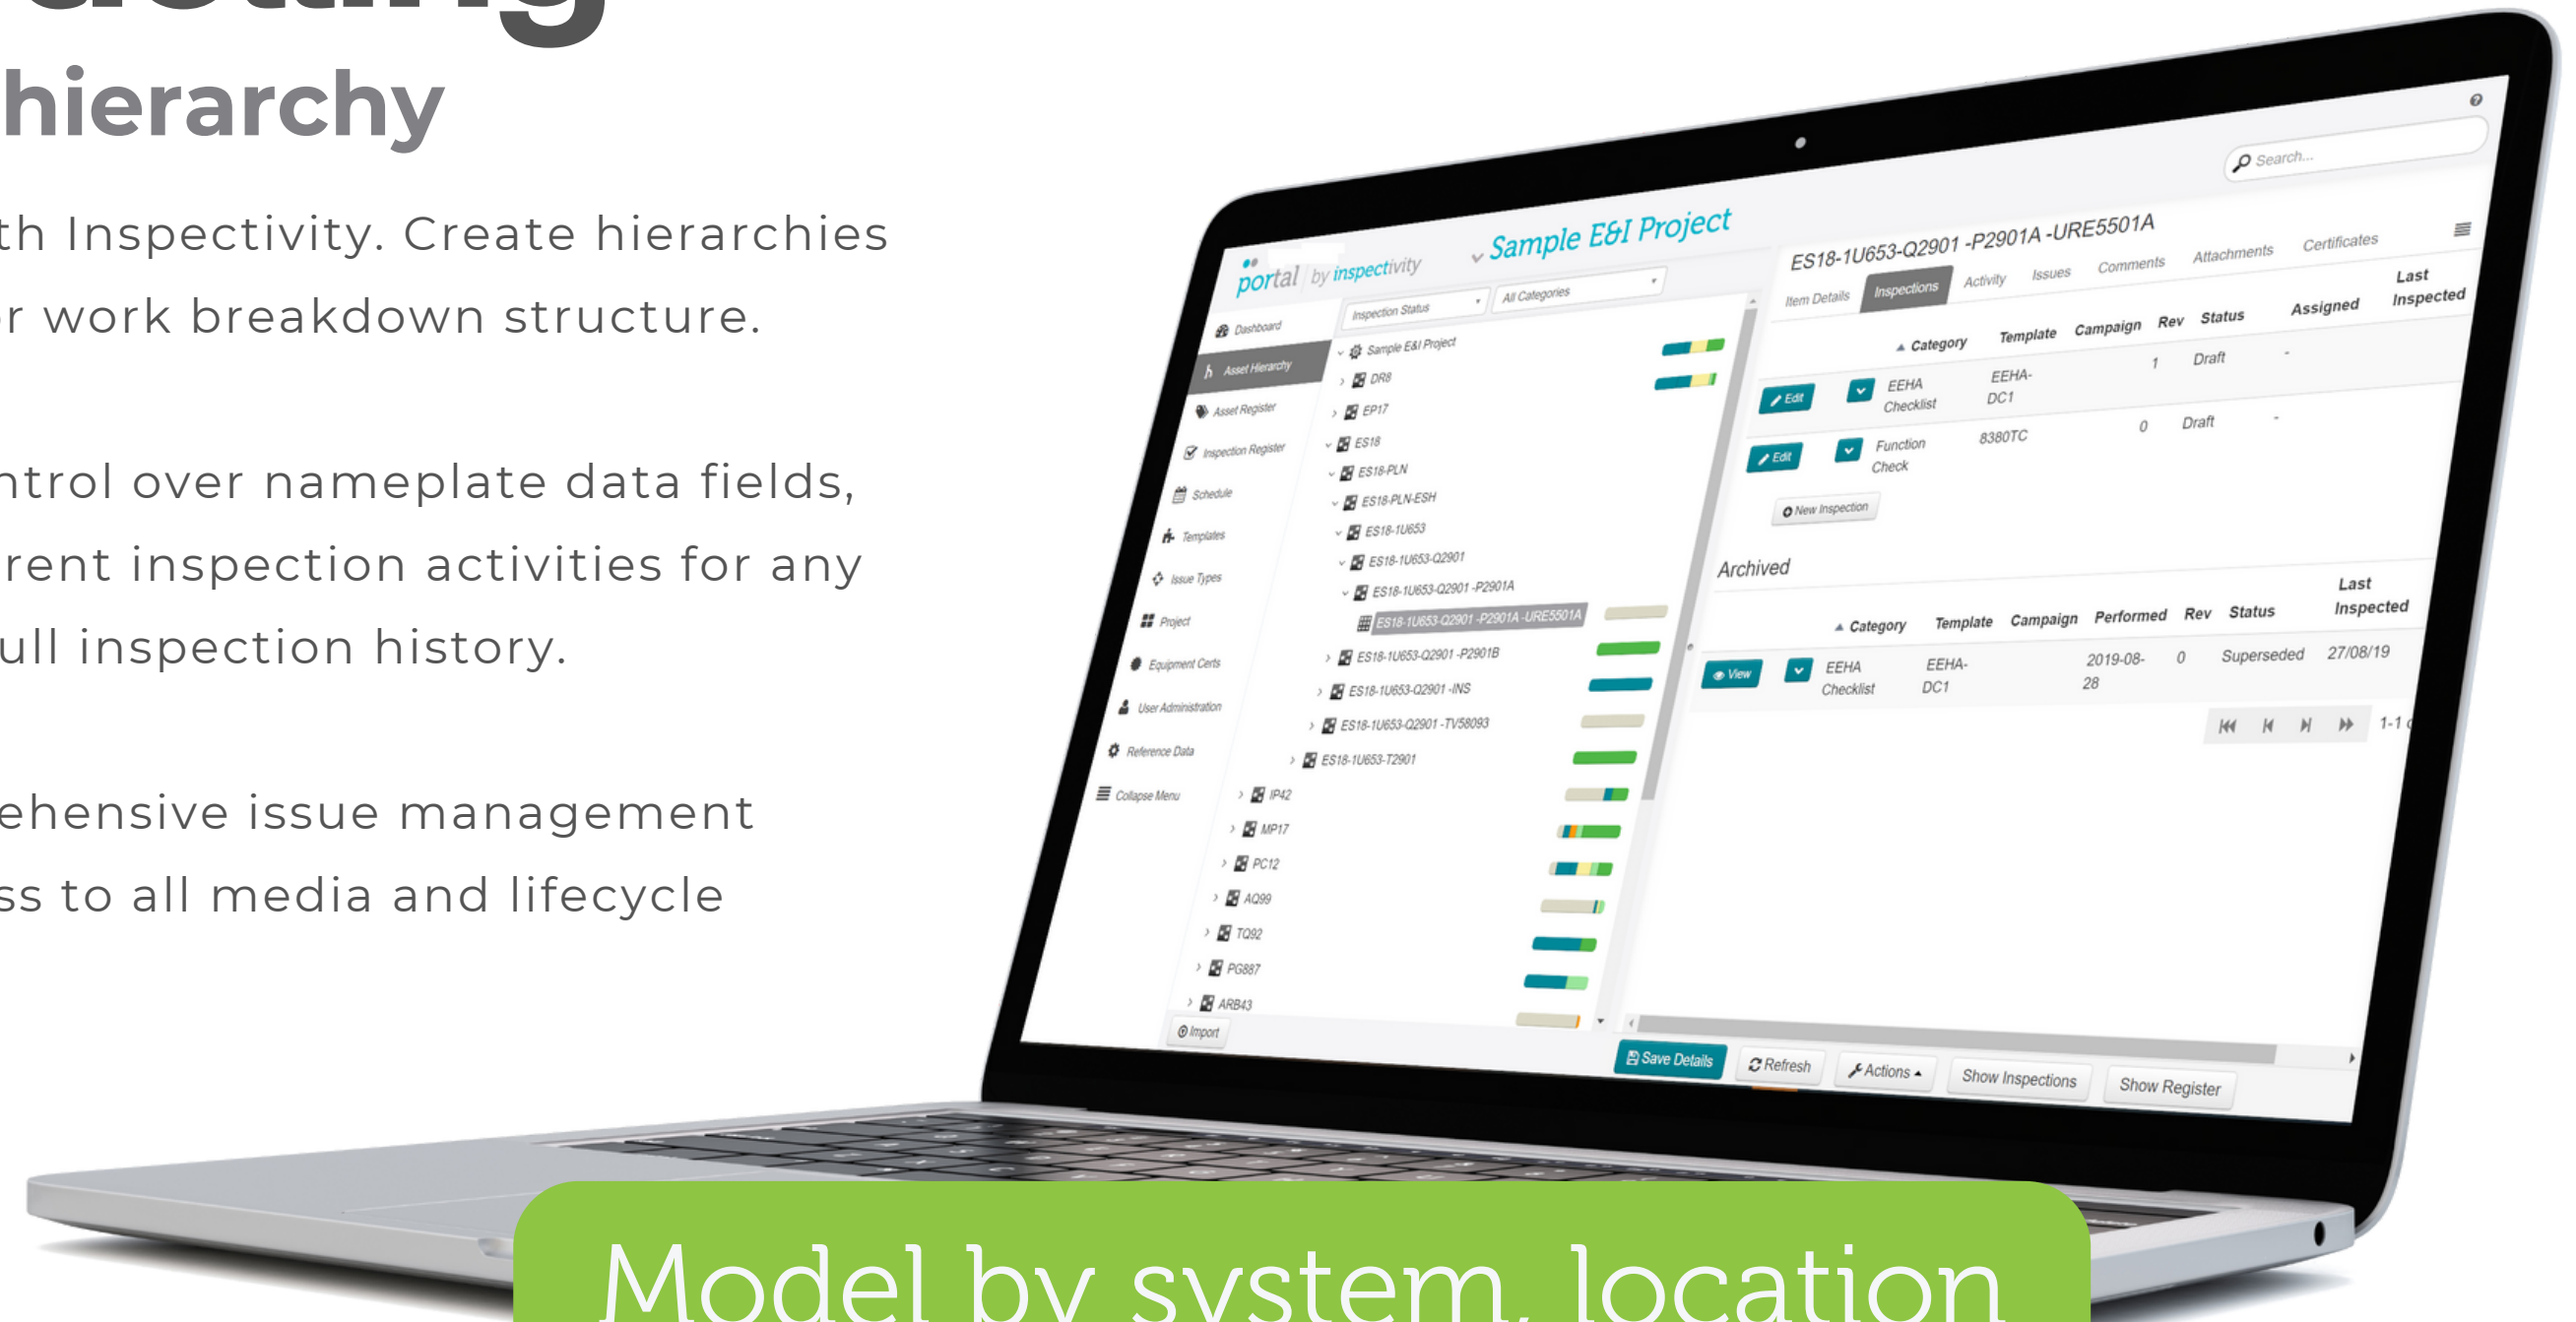 hierarchy
th Inspectivity. Create hierarchies
or work breakdown structure.
ntrol over nameplate data fields,
rent inspection activities for any
ull inspection history.
ehensive issue management
ss to all media and lifecycle
portal by inspectivity
Sample E&I Project
Search...
Dashboard
Asset Hierarchy
Asset Register
Inspection Register
Schedule
Templates
Issue Types
Project
Equipment Certs
User Administration
Reference Data
Collapse Menu
Inspection Status All Categories
Sample E&I Project
DR8
EP17
ES18
ES18-PLN
ES18-PLN-ESH
ES18-1U653
ES18-1U653-Q2901
ES18-1U653-Q2901 -P2901A
ES18-1U653-Q2901 -P2901A -URE5501A
ES18-1U653-Q2901 -P2901B
ES18-1U653-Q2901 -INS
ES18-1U653-Q2901 -TV58093
ES18-1U653-T2901
IP42
MP17
PC12
AQ99
TQ92
PG887
ARB43
Import
ES18-1U653-Q2901 -P2901A -URE5501A
Item Details Inspections Activity Issues Comments Attachments Certificates
Category Template Campaign Rev Status Assigned Last
Inspected
Edit EEHA EEHA- 1 Draft -
Checklist DC1
Edit Function 8380TC 0 Draft -
Check
New Inspection
Archived
Category Template Campaign Performed Rev Status Last
Inspected
View EEHA EEHA- 2019-08- 0 Superseded 27/08/19
Checklist DC1 28
1-1
Save Details Refresh Actions Show Inspections Show Register
Model by system, location